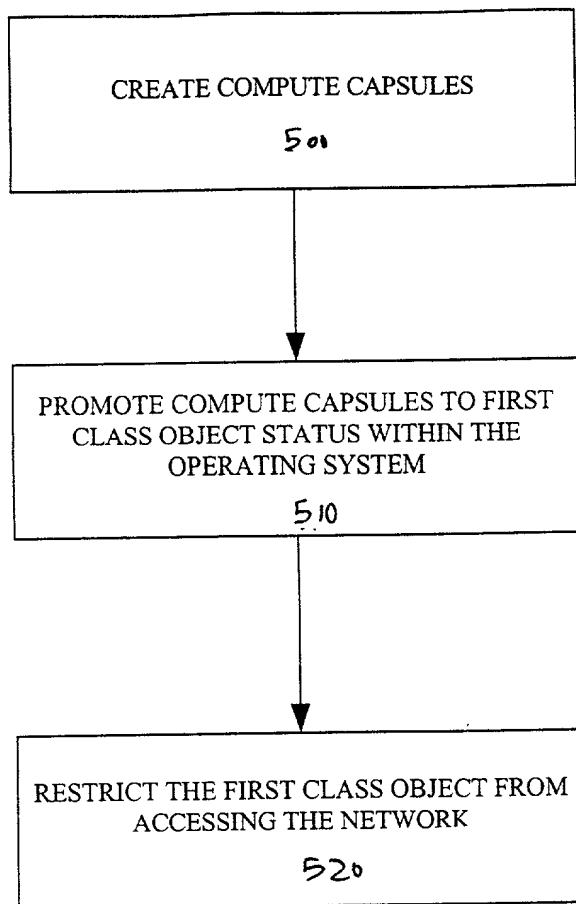 CREATE COMPUTE CAPSULES
500
PROMOTE COMPUTE CAPSULES TO FIRST
CLASS OBJECT STATUS WITHIN THE
OPERATING SYSTEM
510
RESTRICT THE FIRST CLASS OBJECT FROM
ACCESSING THE NETWORK
520